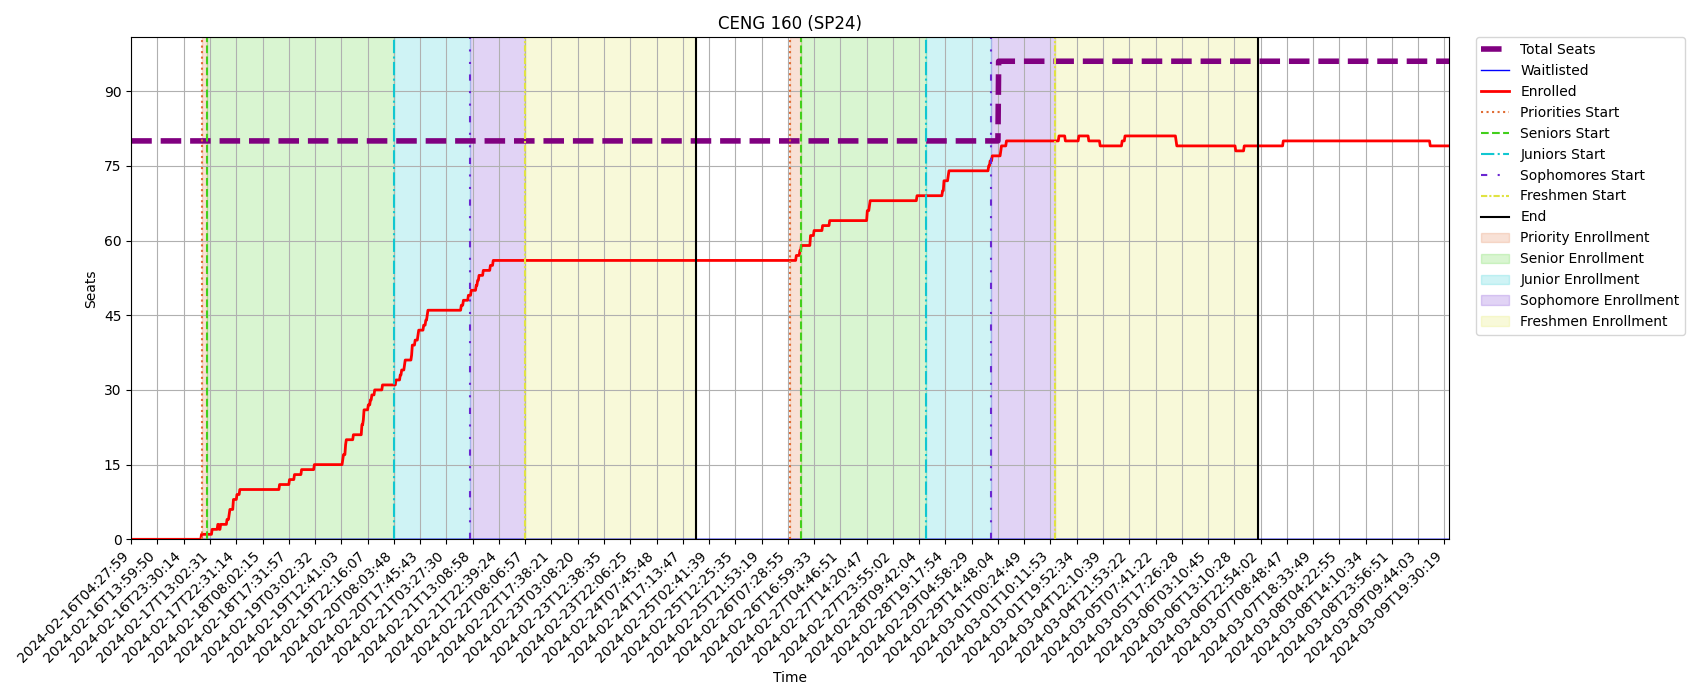 CENG 160 (SP24)
Seats
90
75
60
45
30
15
0
2024-02-16T04:27:59
2024-02-16T13:59:50
2024-02-16T23:30:14
2024-02-17T13:02:31
2024-02-17T22:31:14
2024-02-18T08:02:15
2024-02-18T17:31:57
2024-02-19T03:02:32
2024-02-19T12:41:03
2024-02-19T22:16:07
2024-02-20T08:03:48
2024-02-20T17:45:43
2024-02-21T03:27:30
2024-02-21T13:08:58
2024-02-21T22:39:24
2024-02-22T08:06:57
2024-02-22T17:38:21
2024-02-23T03:08:20
2024-02-23T12:38:35
2024-02-23T22:06:25
2024-02-24T07:45:48
2024-02-24T17:13:47
2024-02-25T02:41:39
2024-02-25T12:25:35
2024-02-25T21:53:19
2024-02-26T07:28:55
2024-02-26T16:59:33
2024-02-27T04:46:51
2024-02-27T14:20:47
2024-02-27T23:55:02
2024-02-28T09:42:04
2024-02-28T19:17:54
2024-02-29T04:58:29
2024-02-29T14:48:04
2024-03-01T00:24:49
2024-03-01T10:11:53
2024-03-01T19:52:34
2024-03-04T12:10:39
2024-03-04T21:53:22
2024-03-05T07:41:22
2024-03-05T17:26:28
2024-03-06T03:10:45
2024-03-06T13:10:28
2024-03-06T22:54:02
2024-03-07T08:48:47
2024-03-07T18:33:49
2024-03-08T04:22:55
2024-03-08T14:10:34
2024-03-08T23:56:51
2024-03-09T09:44:03
2024-03-09T19:30:19
Time
Total Seats
Waitlisted
Enrolled
Priorities Start
Seniors Start
Juniors Start
Sophomores Start
Freshmen Start
End
Priority Enrollment
Senior Enrollment
Junior Enrollment
Sophomore Enrollment
Freshmen Enrollment